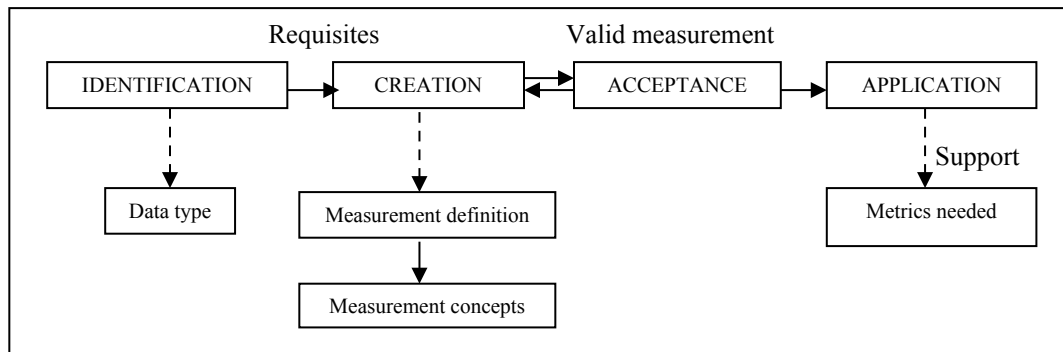 Requisites
Valid measurement
IDENTIFICATION
CREATION
ACCEPTANCE
APPLICATION
Support
Data type
Measurement definition
Metrics needed
Measurement concepts